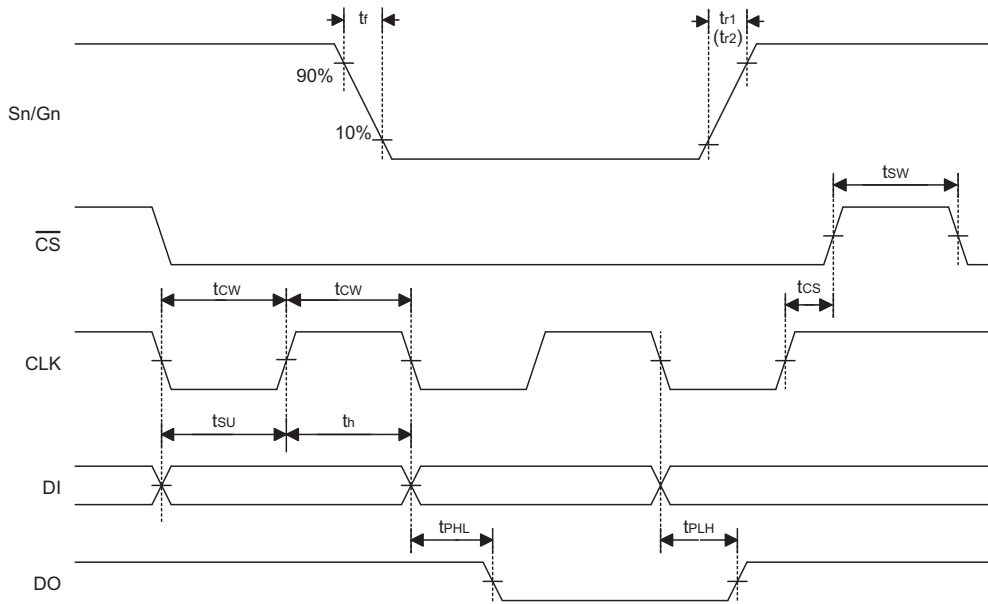 tf
tr1
(tr2)
90%
Sn/Gn
10%
tSW
CS
tCW
tCW
tCS
CLK
tSU
th
DI
tPHL
tPLH
DO